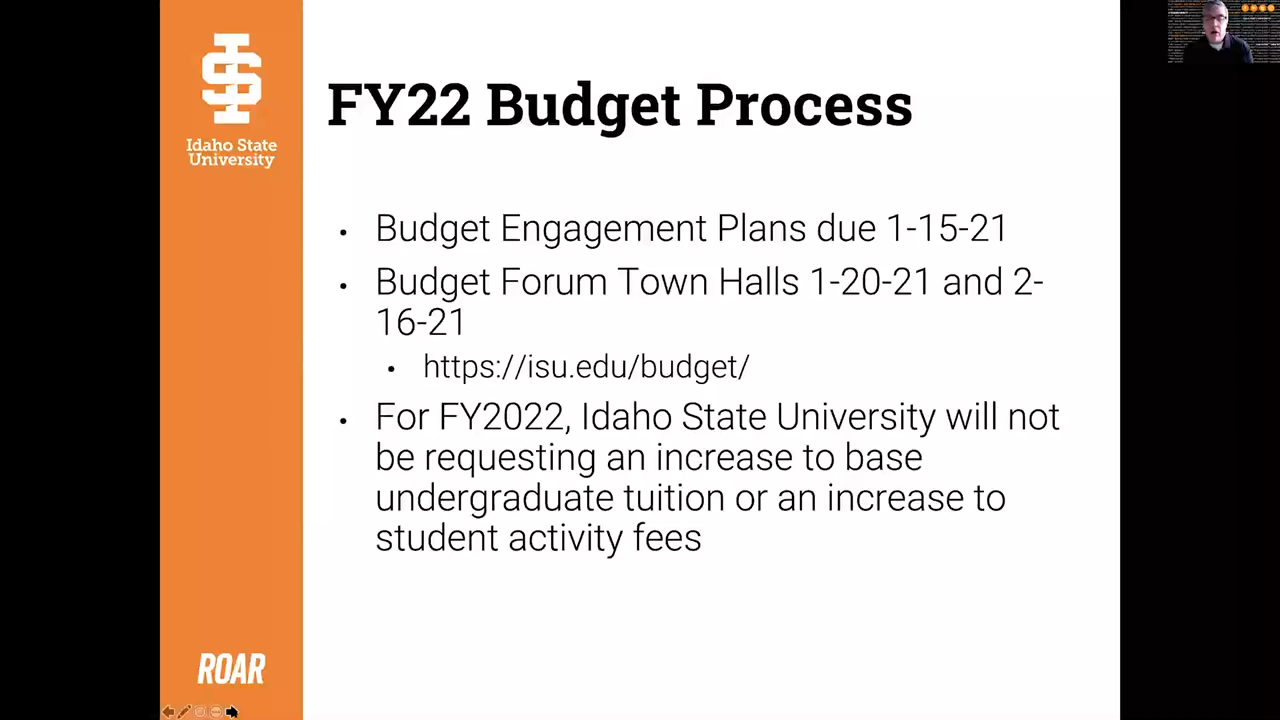 Idaho State
University
FY22 Budget Process
• Budget Engagement Plans due 1-15-21
• Budget Forum Town Halls 1-20-21 and 2-
16-21
• https://isu.edu/budget/
• For FY2022, Idaho State University will not
be requesting an increase to base
undergraduate tuition or an increase to
student activity fees
ROAR